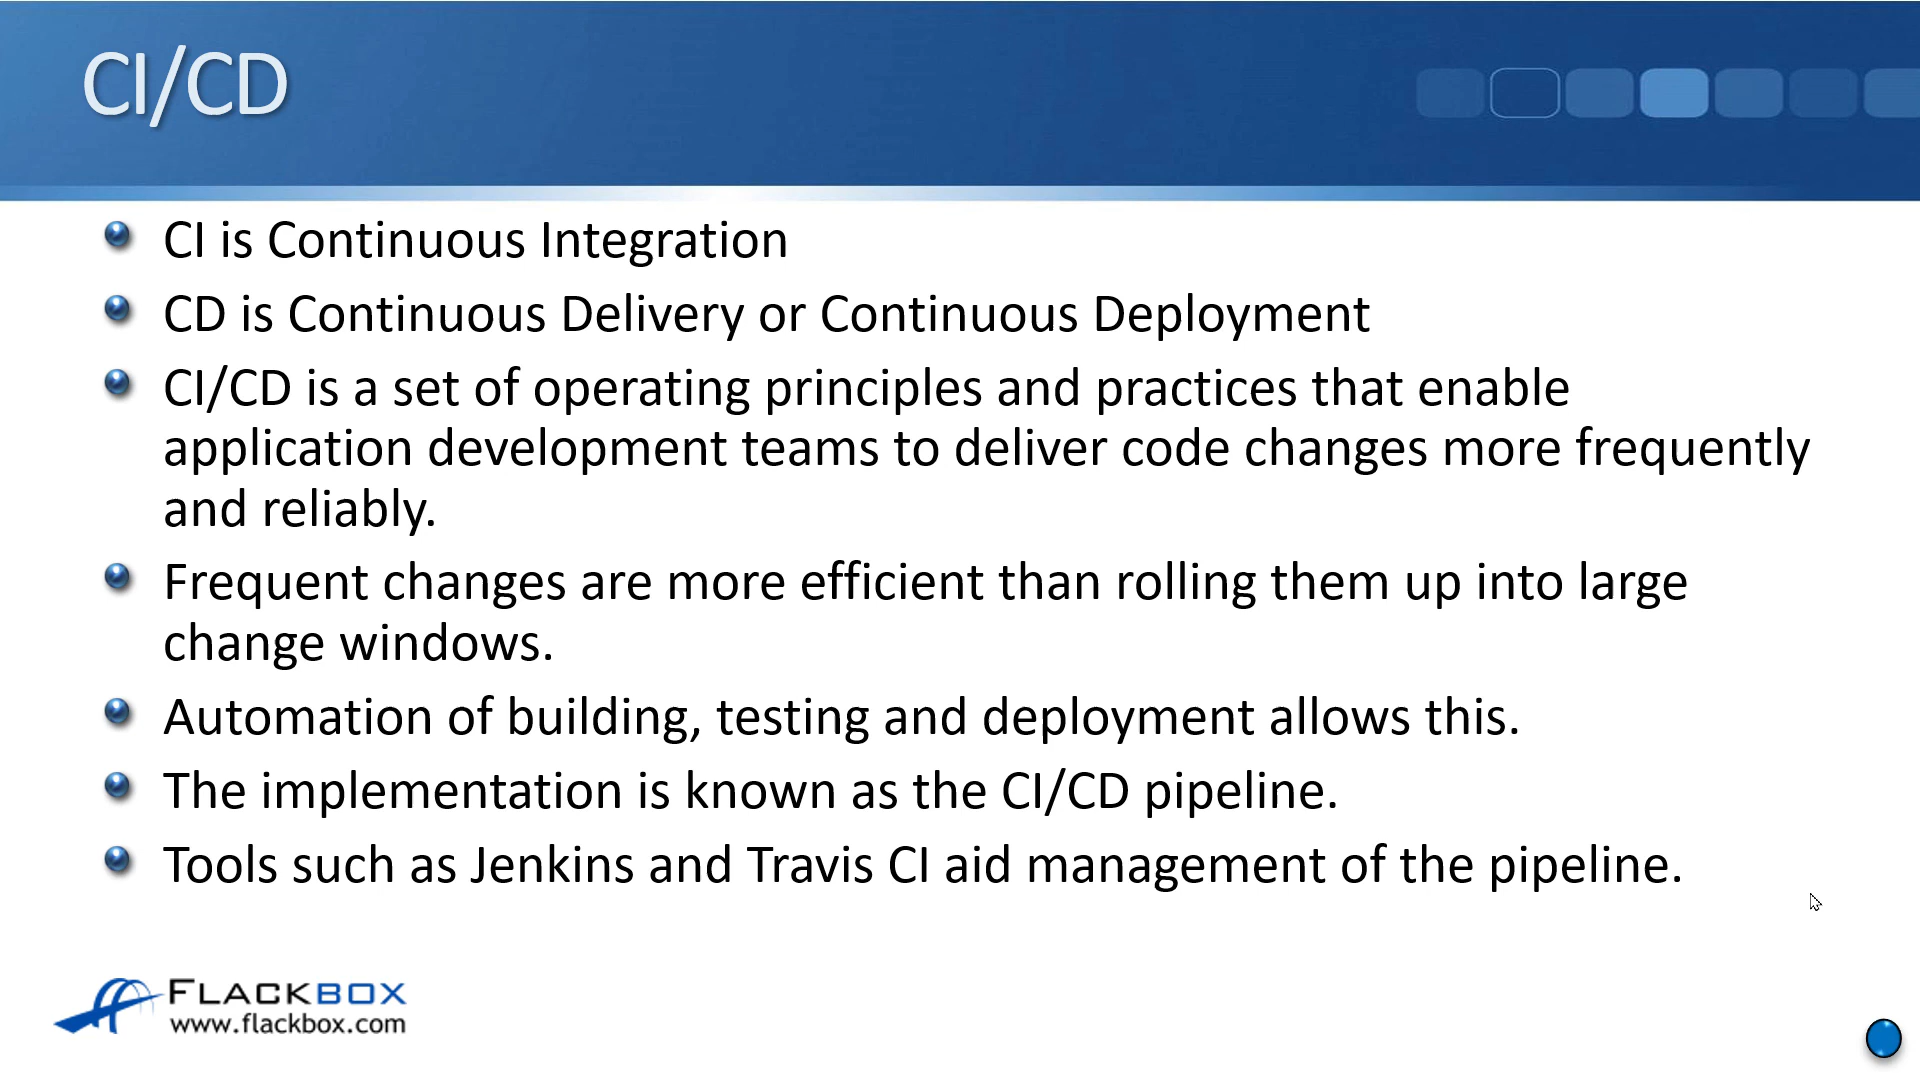 CI/CD
CI is Continuous Integration
CD is Continuous Delivery or Continuous Deployment
CI/CD is a set of operating principles and practices that enable
application development teams to deliver code changes more frequently
and reliably.
Frequent changes are more efficient than rolling them up into large
change windows.
Automation of building, testing and deployment allows this.
The implementation is known as the CI/CD pipeline.
Tools such as Jenkins and Travis CI aid management of the pipeline.
FLACKBOX
www.flackbox.com